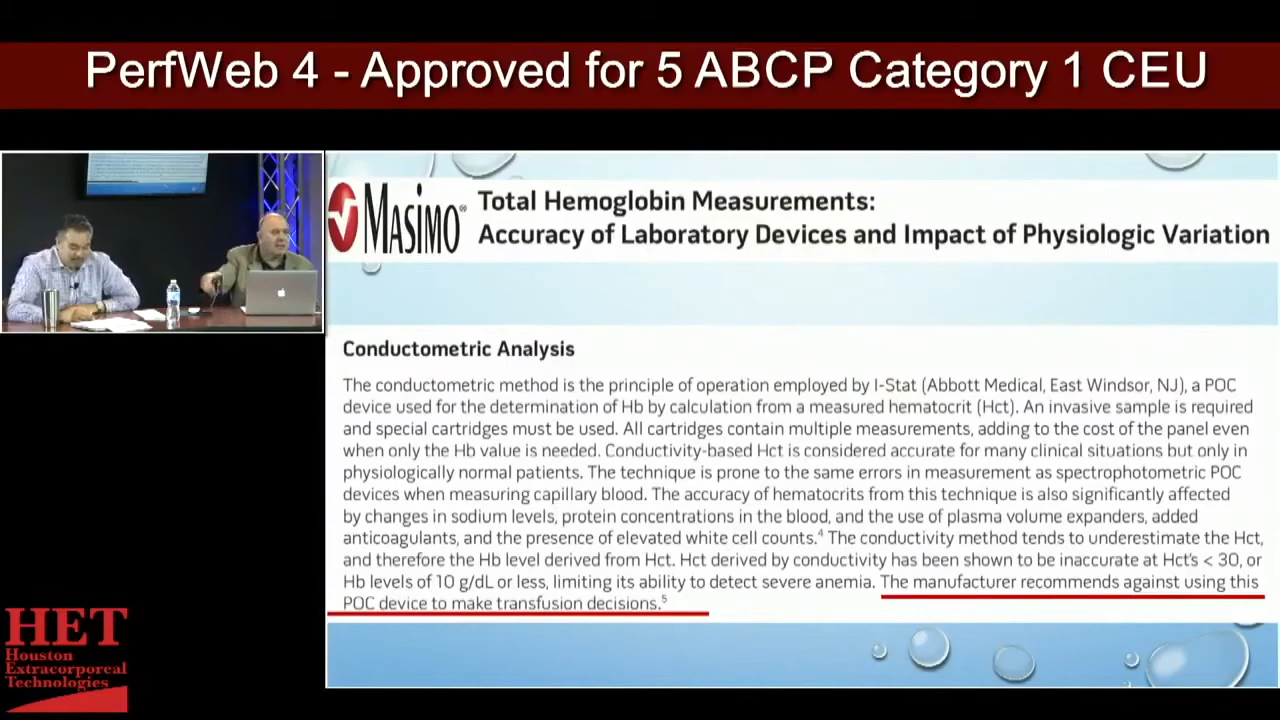 PerfWeb 4 - Approved for 5 ABCP Category 1 CEU
MASIMO®
Total Hemoglobin Measurements:
Accuracy of Laboratory Devices and Impact of Physiologic Variation
Conductometric Analysis
The conductometric method is the principle of operation employed by I-Stat (Abbott Medical, East Windsor, NJ), a POC
device used for the determination of Hb by calculation from a measured hematocrit (Hct). An invasive sample is required
and special cartridges must be used. All cartridges contain multiple measurements, adding to the cost of the panel even
when only the Hb value is needed. Conductivity-based Hct is considered accurate for many clinical situations but only in
physiologically normal patients. The technique is prone to the same errors in measurement as spectrophotometric POC
devices when measuring capillary blood. The accuracy of hematocrits from this technique is also significantly affected
by changes in sodium levels, protein concentrations in the blood, and the use of plasma volume expanders, added
anticoagulants, and the presence of elevated white cell counts.⁴ The conductivity method tends to underestimate the Hct,
and therefore the Hb level derived from Hct. Hct derived by conductivity has been shown to be inaccurate at Hct's < 30, or
Hb levels of 10 g/dL or less, limiting its ability to detect severe anemia. The manufacturer recommends against using this
POC device to make transfusion decisions.⁵
HET
Houston
Extracorporeal
Technologies